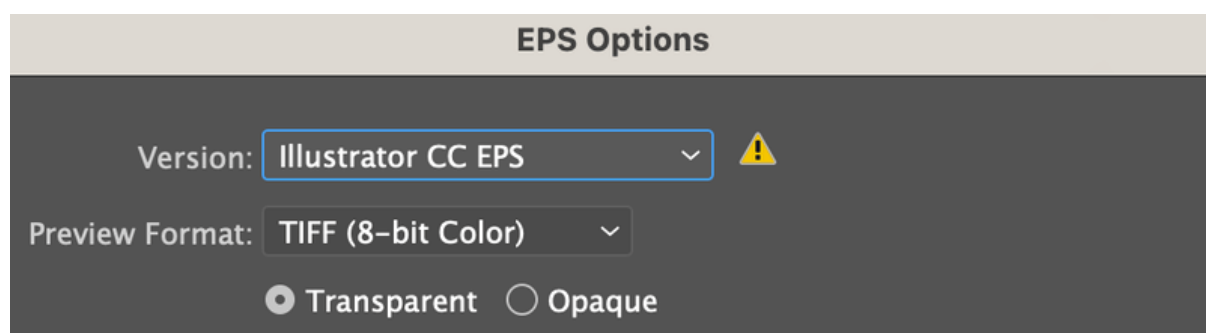 EPS Options
Version: Illustrator CC EPS
Preview Format: TIFF (8-bit Color)
Transparent Opaque